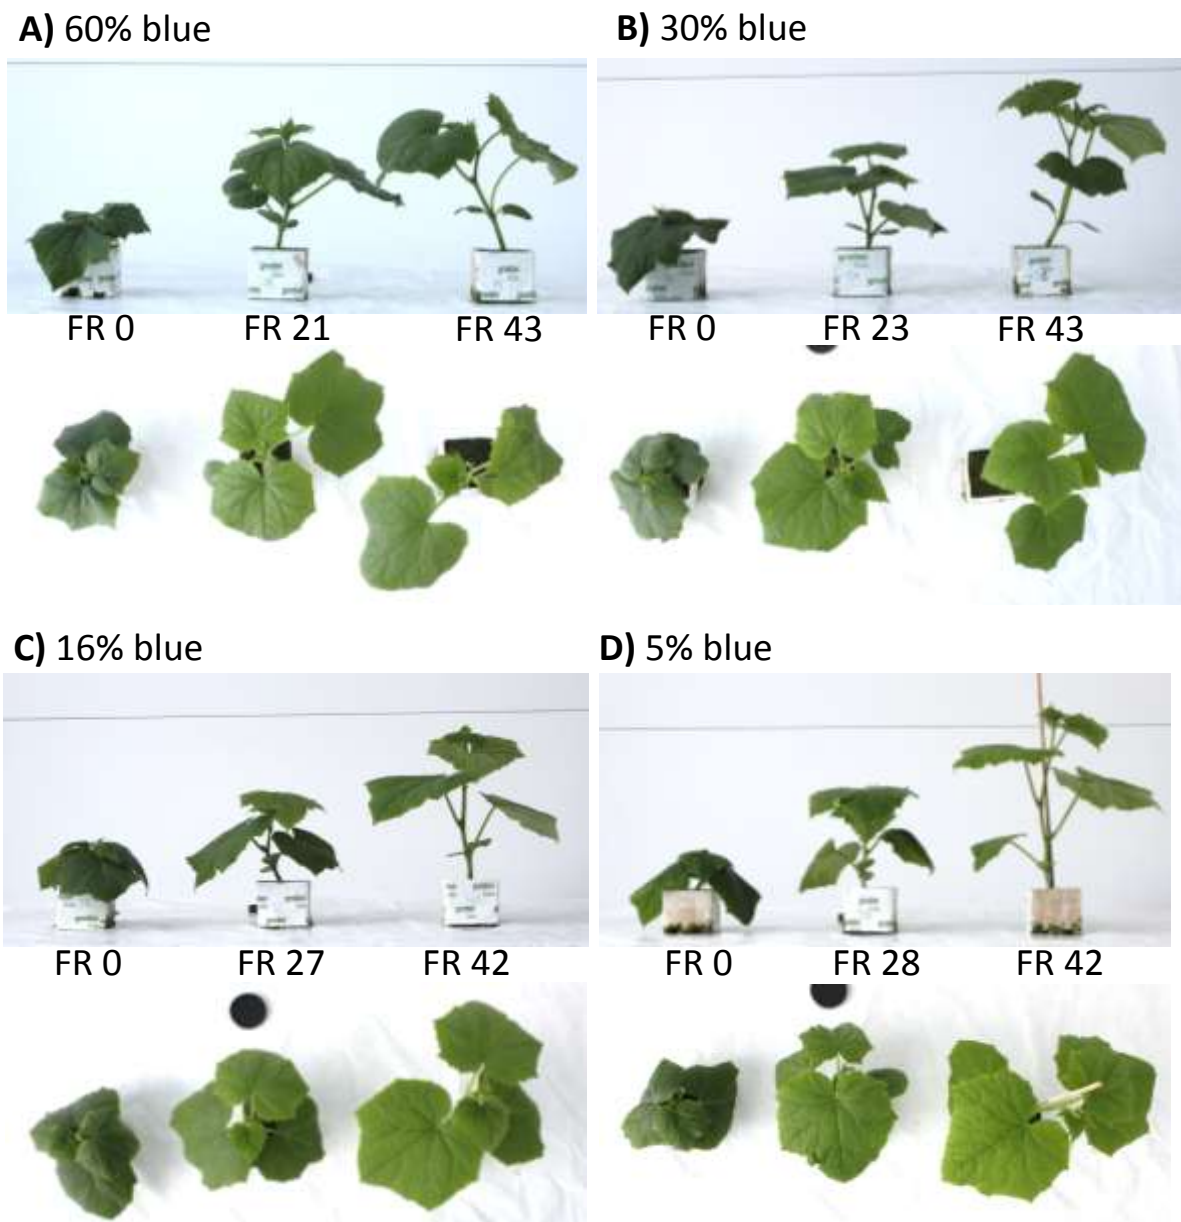 A) 60% blue
B) 30% blue
FR 0
FR 21
FR 43
FR 0
FR 23
FR 43
C) 16% blue
D) 5% blue
FR 0
FR 27
FR 42
FR 0
FR 28
FR 42